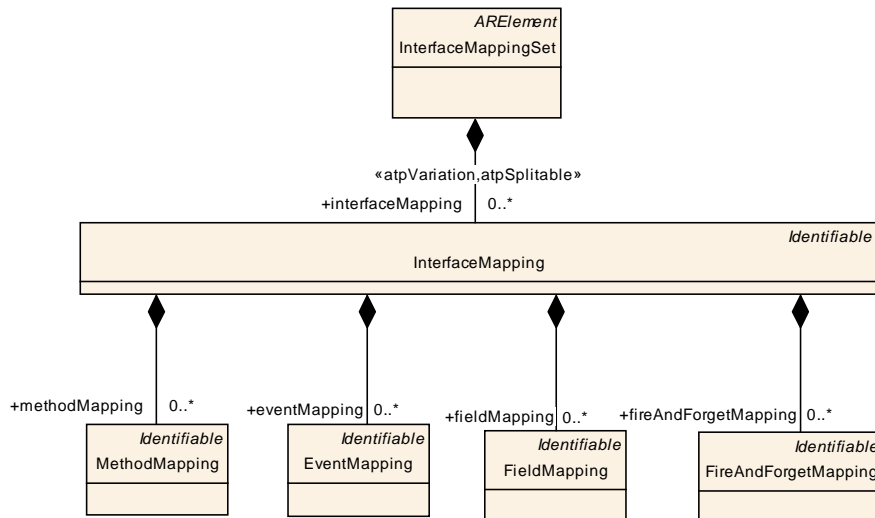 ARElement
InterfaceMappingSet
«atpVariation,atpSplitable»
+interfaceMapping 0..*
Identifiable
InterfaceMapping
+methodMapping 0..*
+eventMapping 0..*
+fieldMapping 0..*
+fireAndForgetMapping 0..*
Identifiable
MethodMapping
Identifiable
EventMapping
Identifiable
FieldMapping
Identifiable
FireAndForgetMapping